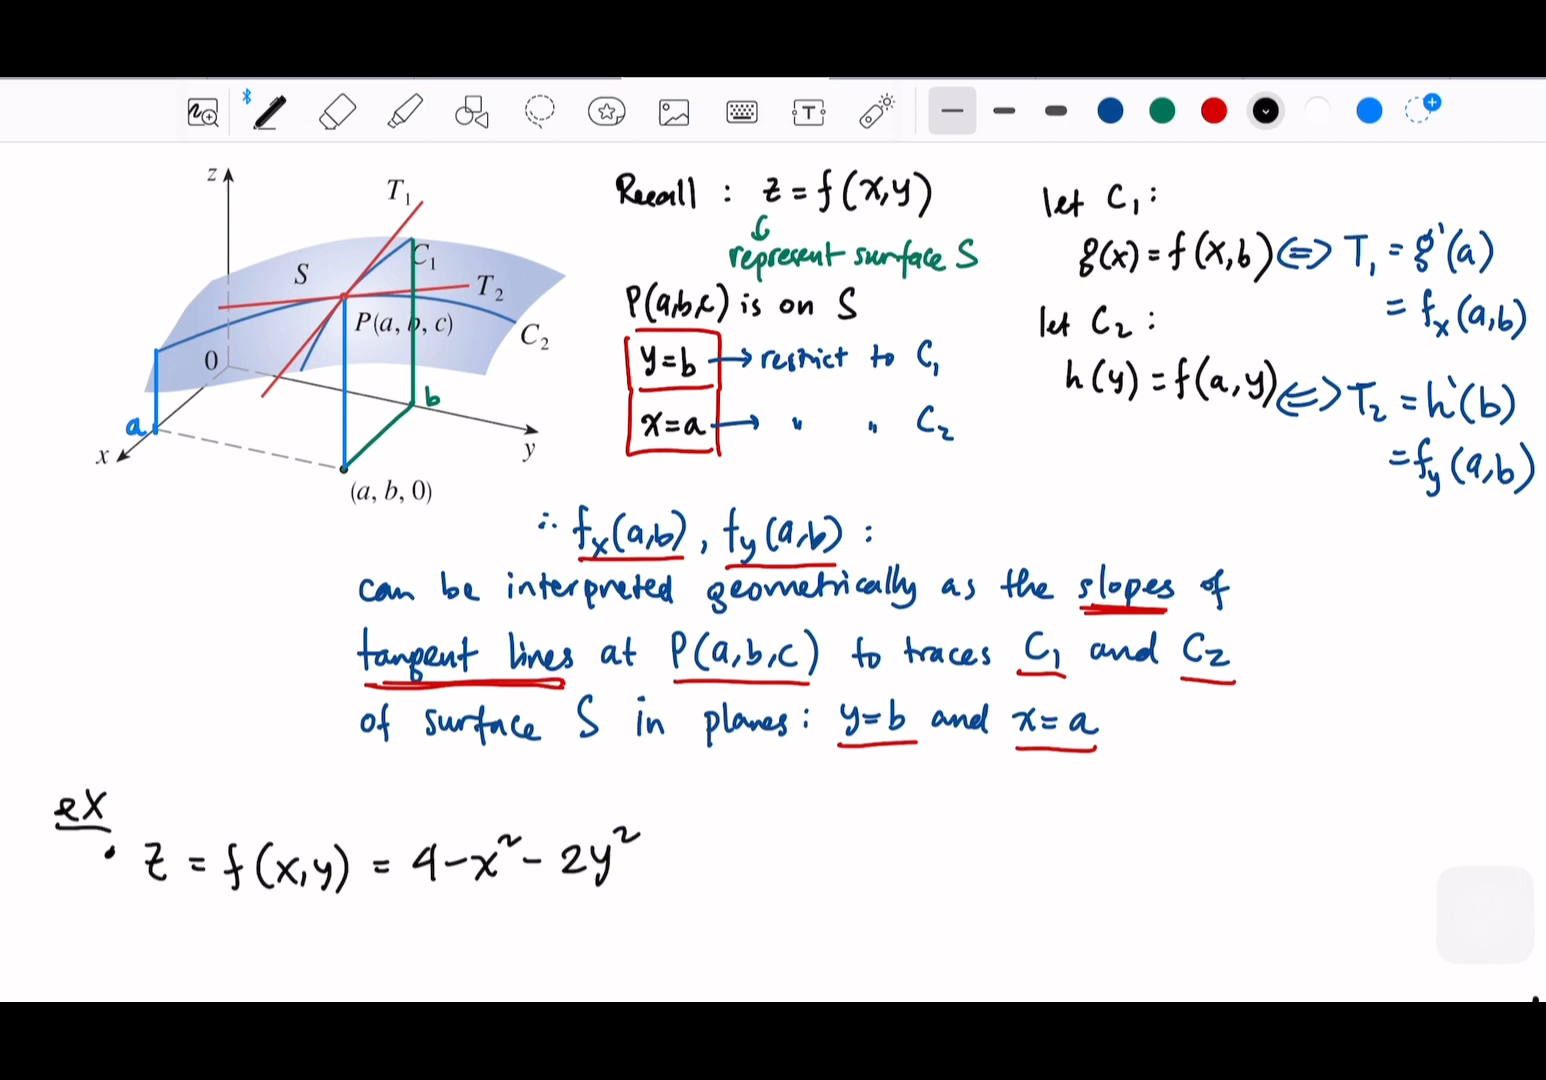 z
T₁
C₁
S
T₂
P(a, b, c)
C₂
0
b
a
x
y
(a, b, 0)
Recall : z = f(x,y)
represent surface S
P(a,b,c) is on S
y=b → restrict to C₁
x=a → " " C₂
let C₁ :
g(x) = f(x,b) <=> T₁ = g'(a)
= fₓ(a,b)
let C₂ :
h(y) = f(a,y) <=> T₂ = h'(b)
= f_y(a,b)
∴ fₓ(a,b), f_y(a,b) :
can be interpreted geometrically as the slopes of
tangent lines at P(a,b,c) to traces C₁ and C₂
of surface S in planes : y=b and x=a
ex
• z = f(x,y) = 4-x²-2y²